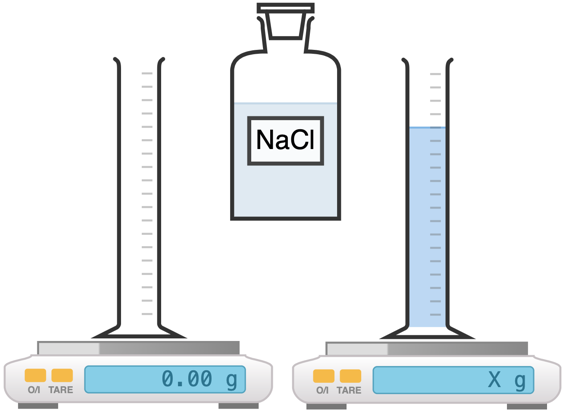 NaCl
0.00 g
O/I TARE
X g
O/I TARE